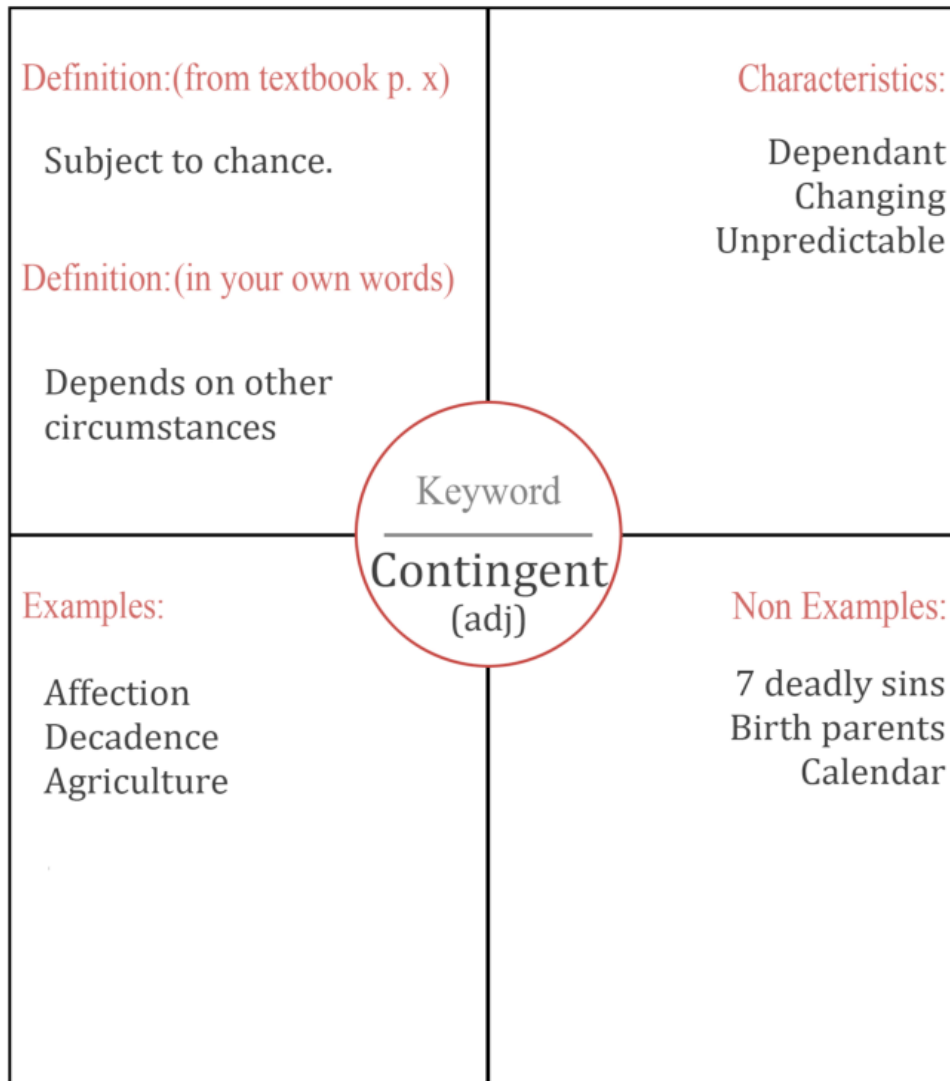 Definition:(from textbook p. x)
Subject to chance.
Definition:(in your own words)
Depends on other
circumstances
Characteristics:
Dependant
Changing
Unpredictable
Keyword
Contingent
(adj)
Examples:
Affection
Decadence
Agriculture
Non Examples:
7 deadly sins
Birth parents
Calendar